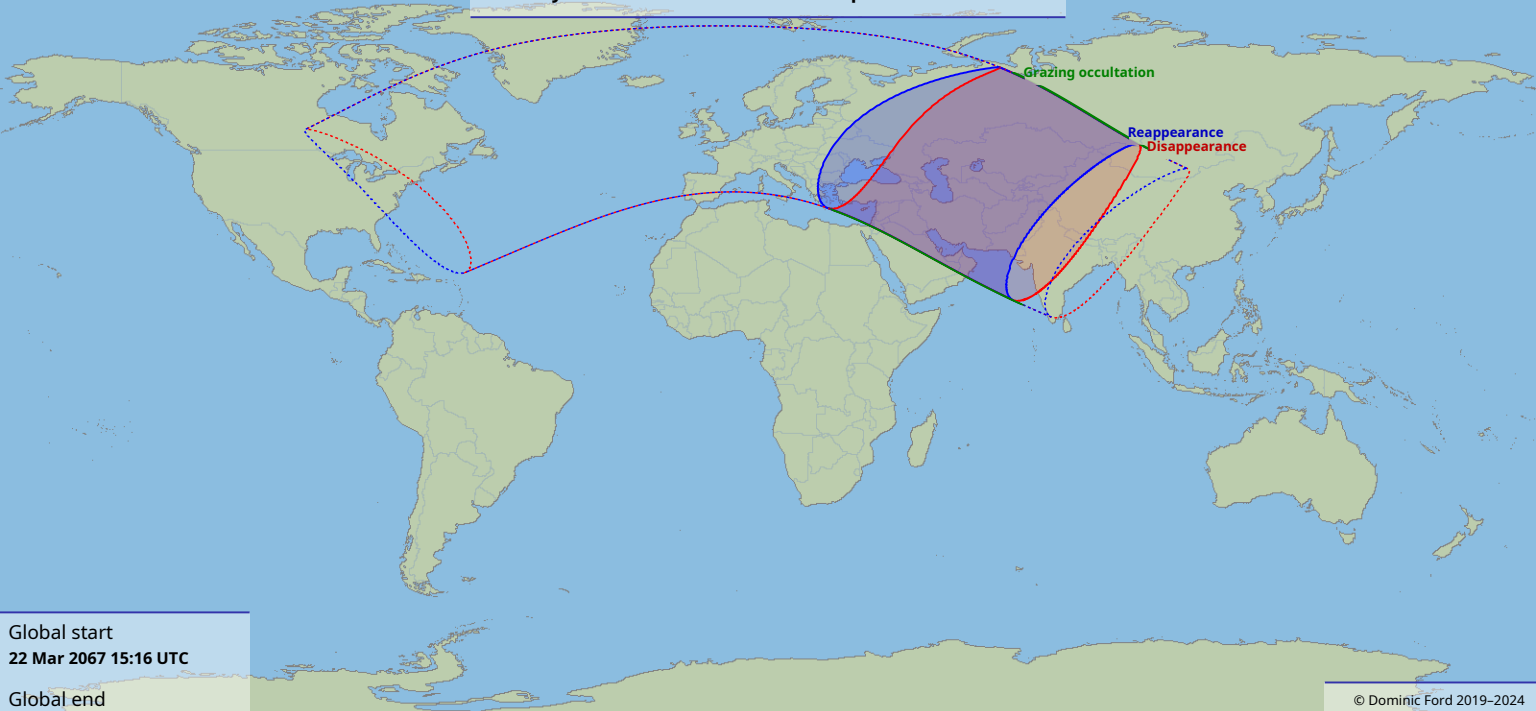 Grazing occultation
Reappearance
Disappearance
Global start
22 Mar 2067 15:16 UTC
Global end
© Dominic Ford 2019–2024